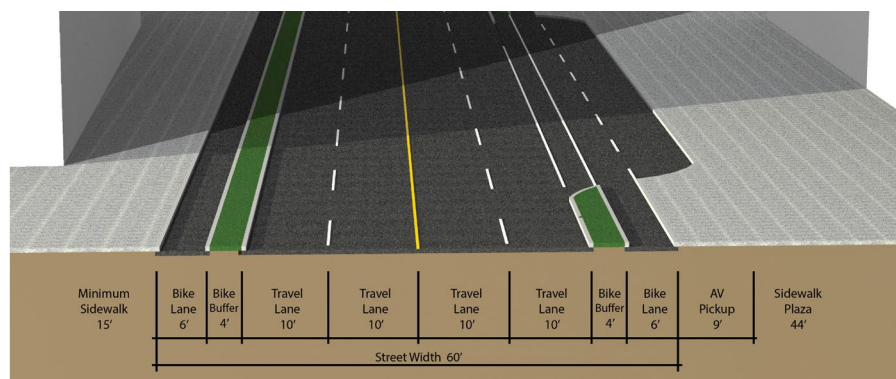 Minimum
Sidewalk
15'
Bike
Lane
6'
Bike
Buffer
4'
Travel
Lane
10'
Travel
Lane
10'
Travel
Lane
10'
Travel
Lane
10'
Bike
Buffer
4'
Bike
Lane
6'
AV
Pickup
9'
Sidewalk
Plaza
44'
Street Width 60'